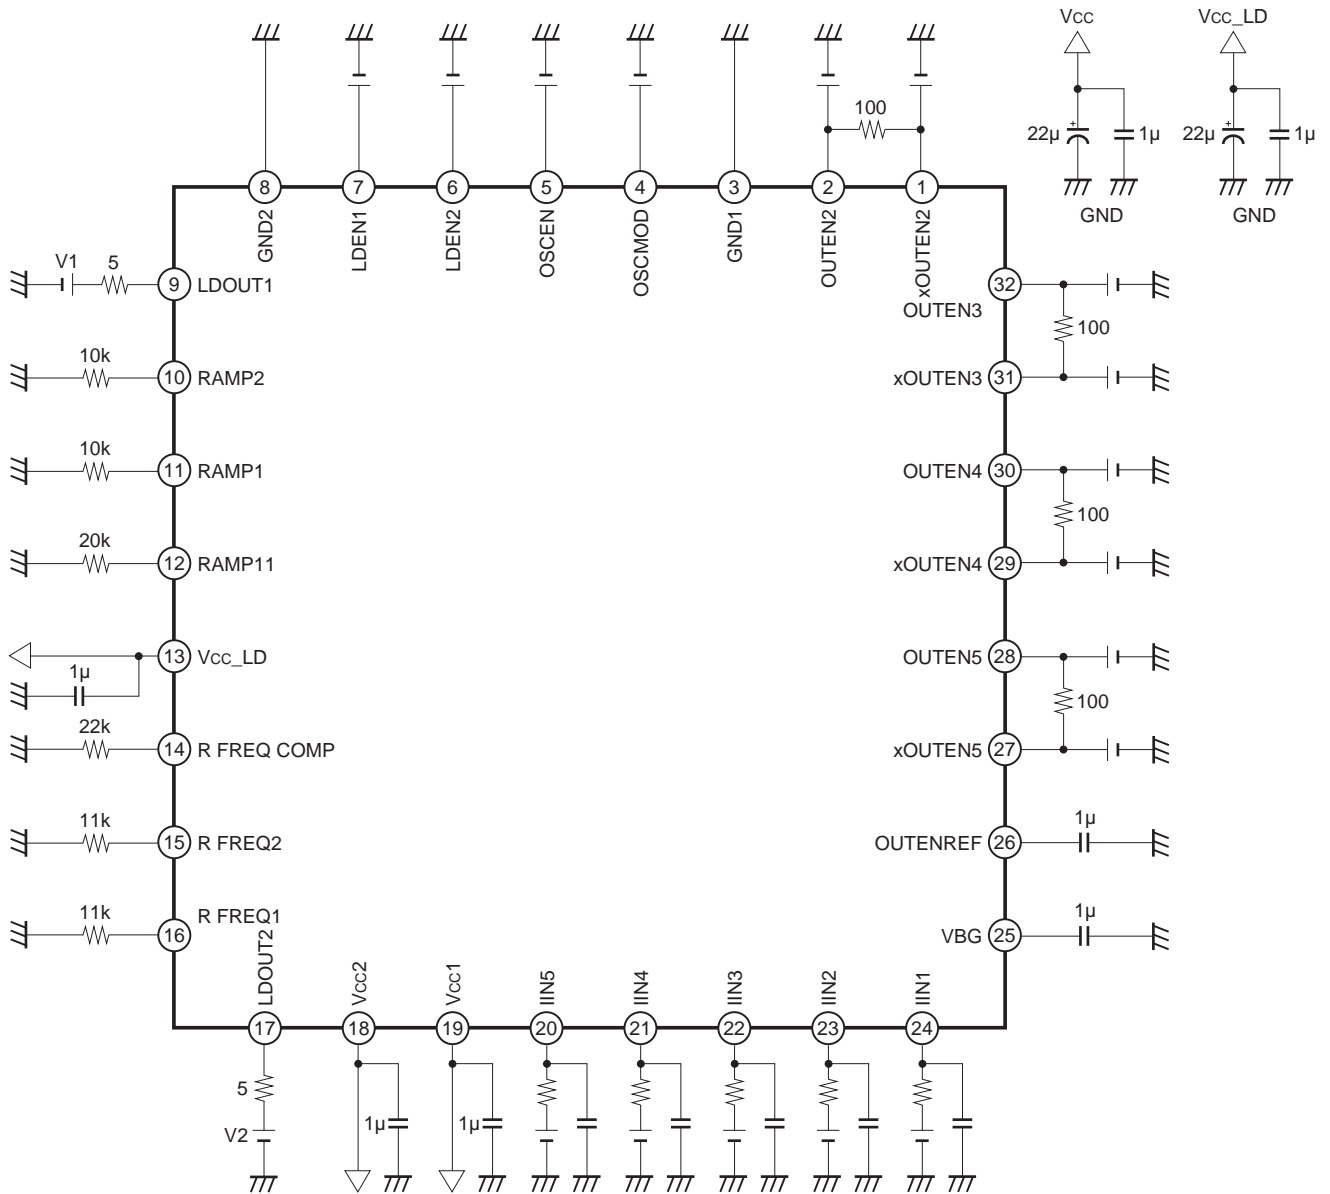 Vcc
Vcc_LD
100
22µ
+
1µ
22µ
+
1µ
GND
GND
8
7
6
5
4
3
2
1
GND2
LDEN1
LDEN2
OSCEN
OSCMOD
GND1
OUTEN2
xOUTEN2
V1
5
9
LDOUT1
32
OUTEN3
100
10k
10
RAMP2
xOUTEN3
31
10k
11
RAMP1
OUTEN4
30
100
20k
12
RAMP11
xOUTEN4
29
13
Vcc_LD
1µ
OUTEN5
28
100
22k
14
R FREQ COMP
xOUTEN5
27
11k
15
R FREQ2
OUTENREF
26
1µ
11k
16
R FREQ1
VBG
25
1µ
LDOUT2
Vcc2
Vcc1
IIN5
IIN4
IIN3
IIN2
IIN1
17
18
19
20
21
22
23
24
5
V2
1µ
1µ